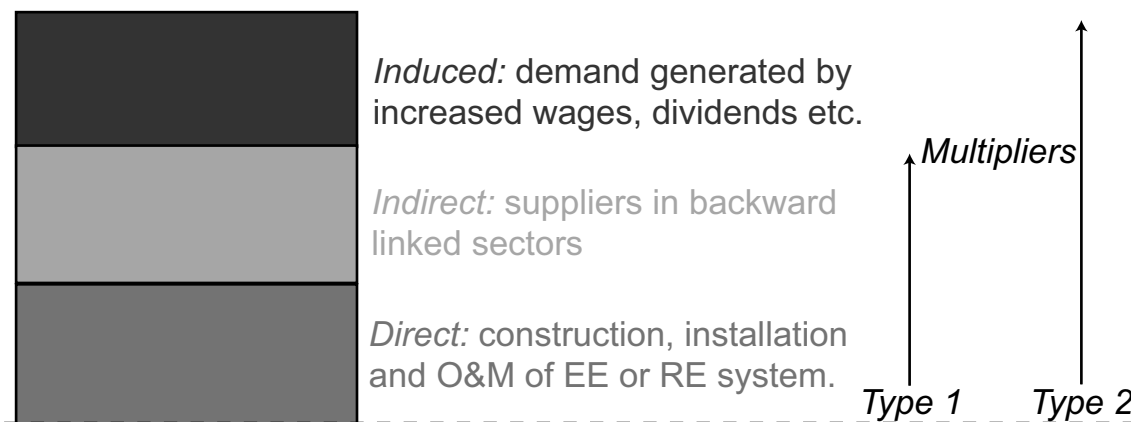 Induced: demand generated by
increased wages, dividends etc.
Multipliers
Indirect: suppliers in backward
linked sectors
Direct: construction, installation
and O&M of EE or RE system.
Type 1
Type 2